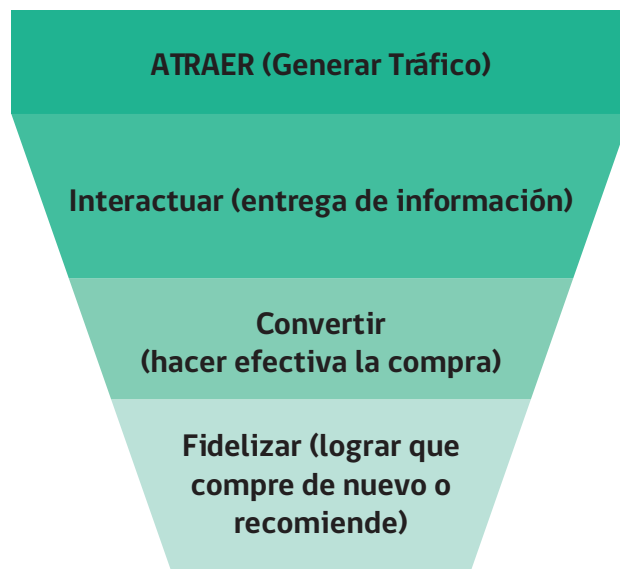 ATRAER (Generar Tráfico)
Interactuar (entrega de información)
Convertir
(hacer efectiva la compra)
Fidelizar (lograr que
compre de nuevo o
recomiende)